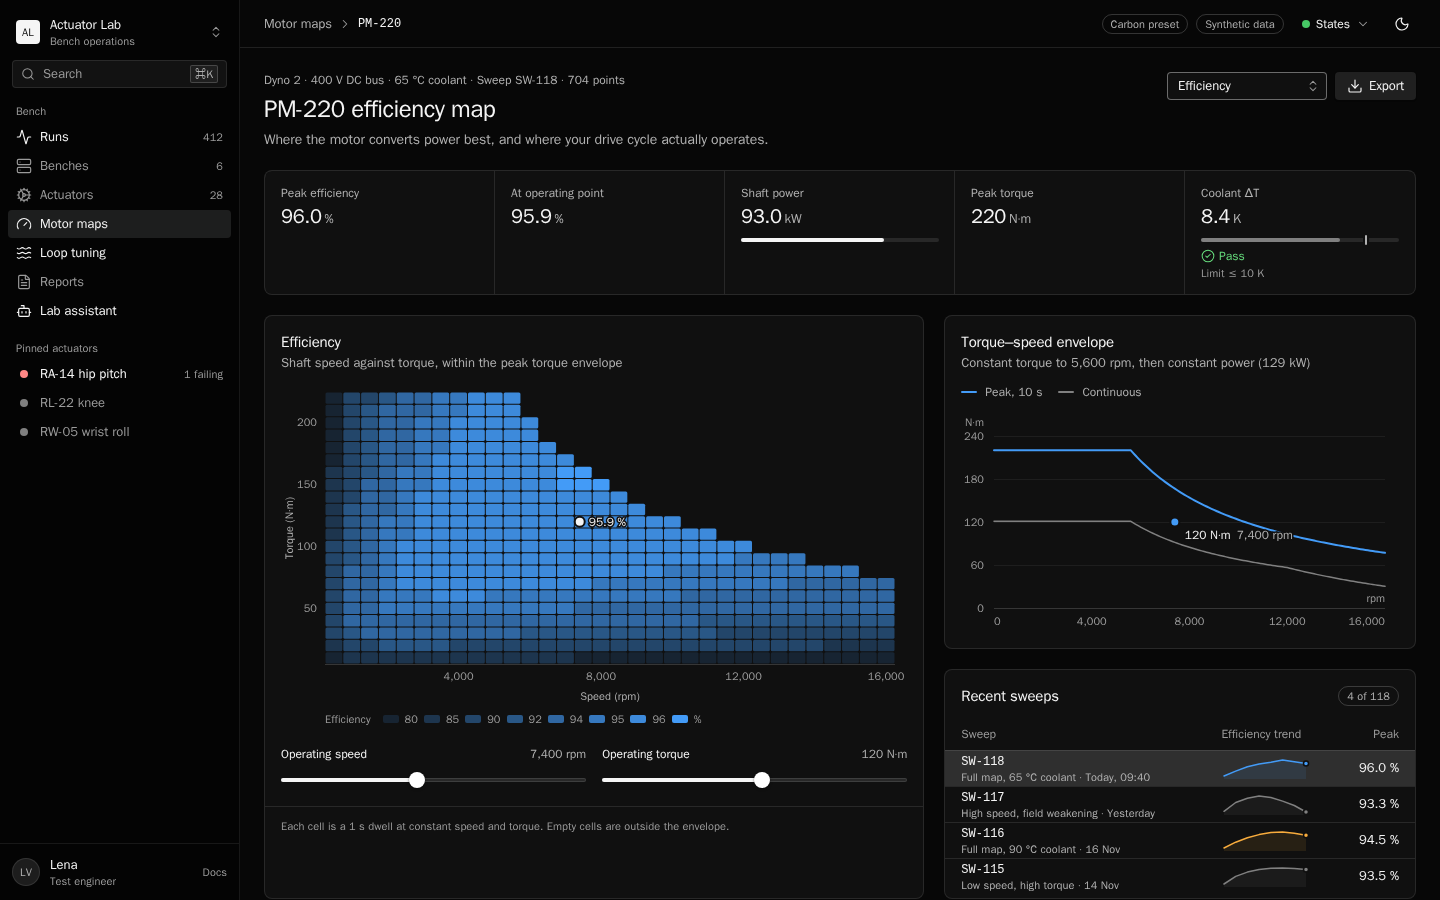 AL
Actuator Lab
Bench operations
Search
⌘K
Bench
Runs 412
Benches 6
Actuators 28
Motor maps
Loop tuning
Reports
Lab assistant
Pinned actuators
RA-14 hip pitch 1 failing
RL-22 knee
RW-05 wrist roll
LV
Lena
Test engineer
Docs
Motor maps > PM-220
Carbon preset
Synthetic data
States
Dyno 2 · 400 V DC bus · 65 °C coolant · Sweep SW-118 · 704 points
PM-220 efficiency map
Where the motor converts power best, and where your drive cycle actually operates.
Efficiency
Export
Peak efficiency
96.0 %
At operating point
95.9 %
Shaft power
93.0 kW
Peak torque
220 N·m
Coolant ΔT
8.4 K
Pass
Limit ≤ 10 K
Efficiency
Shaft speed against torque, within the peak torque envelope
200
150
100
50
Torque (N·m)
95.9 %
4,000 8,000 12,000 16,000
Speed (rpm)
Efficiency 80 85 90 92 94 95 96 %
Operating speed 7,400 rpm
Operating torque 120 N·m
Each cell is a 1 s dwell at constant speed and torque. Empty cells are outside the envelope.
Torque–speed envelope
Constant torque to 5,600 rpm, then constant power (129 kW)
Peak, 10 s Continuous
N·m
240
180
120
60
0
120 N·m 7,400 rpm
rpm
0 4,000 8,000 12,000 16,000
Recent sweeps
4 of 118
Sweep Efficiency trend Peak
SW-118
Full map, 65 °C coolant · Today, 09:40
96.0 %
SW-117
High speed, field weakening · Yesterday
93.3 %
SW-116
Full map, 90 °C coolant · 16 Nov
94.5 %
SW-115
Low speed, high torque · 14 Nov
93.5 %